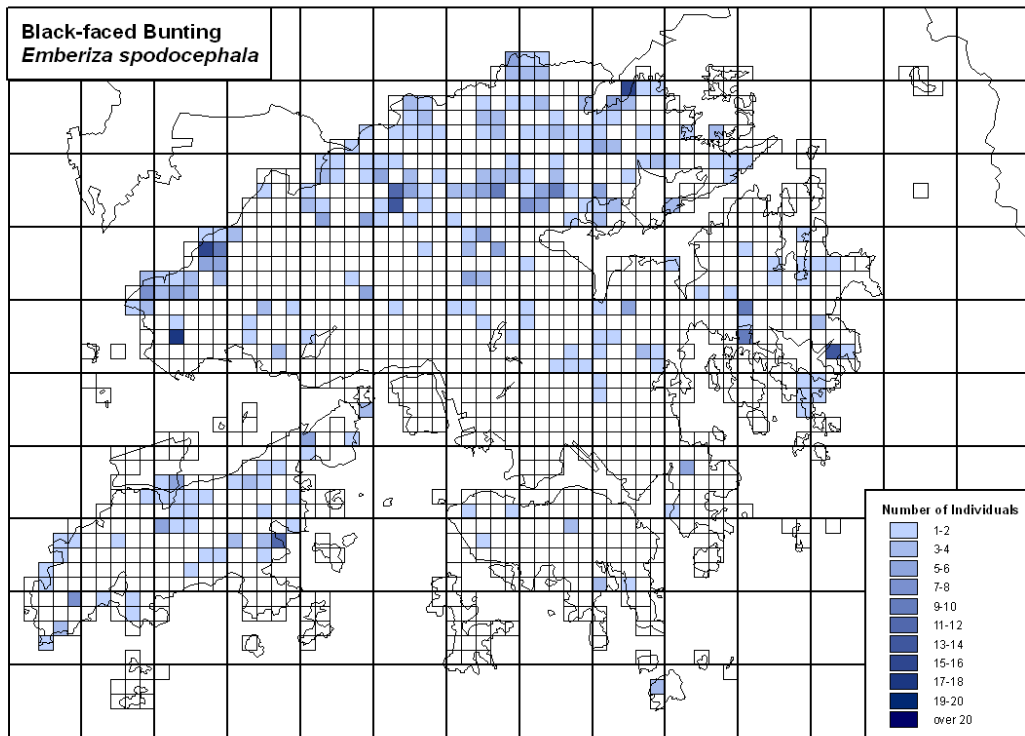 Black-faced Bunting
Emberiza spodocephala
Number of Individuals
1-2
3-4
5-6
7-8
9-10
11-12
13-14
15-16
17-18
19-20
over 20